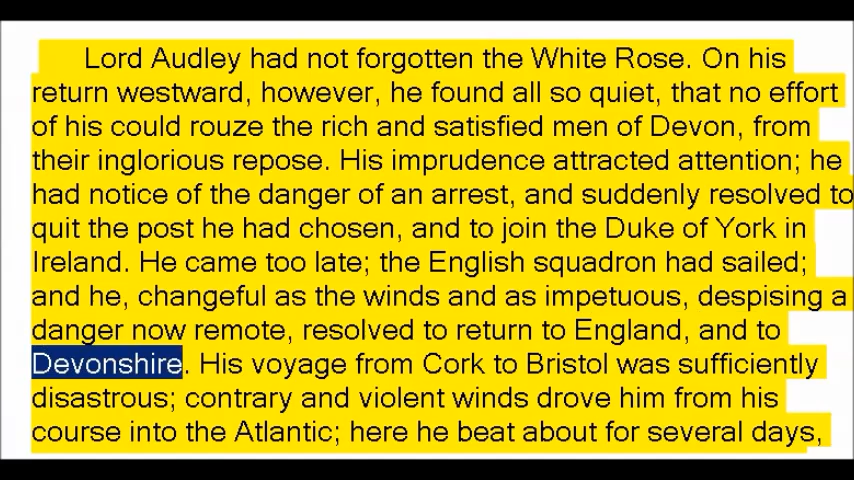 Lord Audley had not forgotten the White Rose. On his
return westward, however, he found all so quiet, that no effort
of his could rouze the rich and satisfied men of Devon, from
their inglorious repose. His imprudence attracted attention; he
had notice of the danger of an arrest, and suddenly resolved to
quit the post he had chosen, and to join the Duke of York in
Ireland. He came too late; the English squadron had sailed;
and he, changeful as the winds and as impetuous, despising a
danger now remote, resolved to return to England, and to
Devonshire. His voyage from Cork to Bristol was sufficiently
disastrous; contrary and violent winds drove him from his
course into the Atlantic; here he beat about for several days,